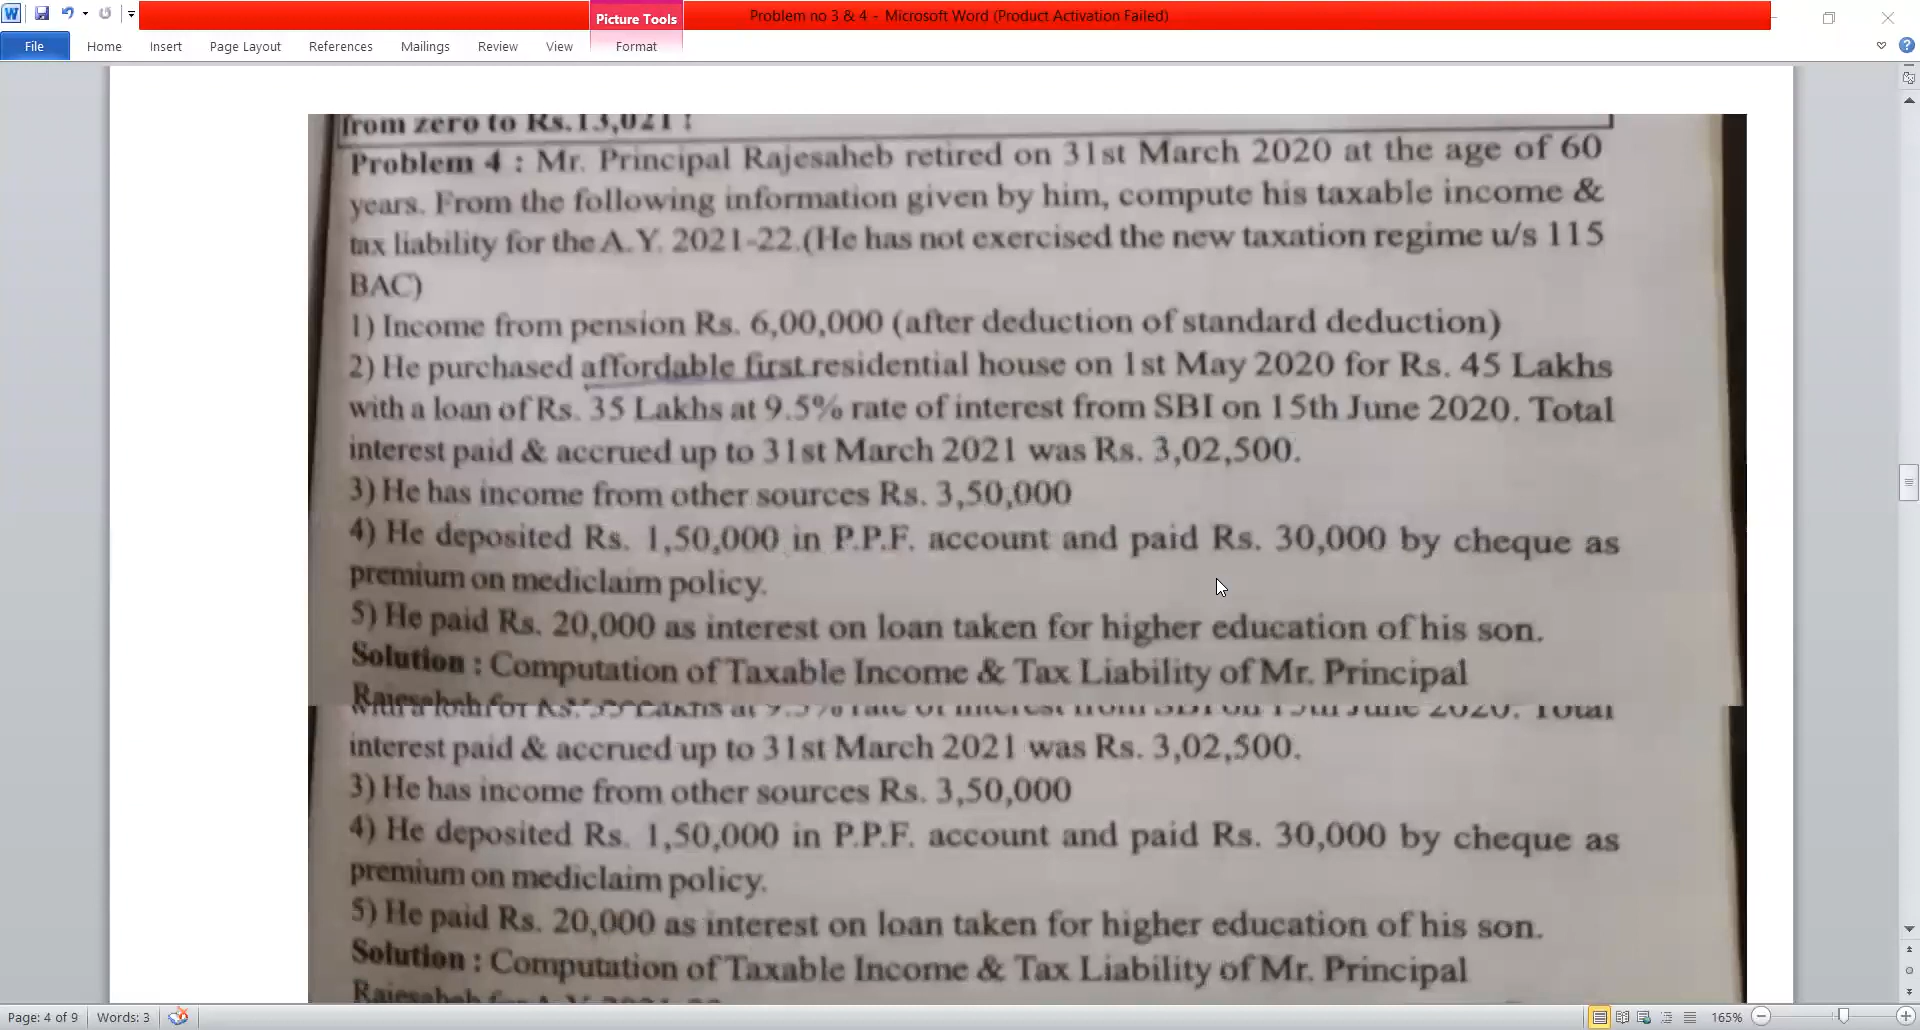 Problem no 3 & 4 - Microsoft Word (Product Activation Failed)
Picture Tools
File Home Insert Page Layout References Mailings Review View Format
from zero to Rs.13,021 !
Problem 4 : Mr. Principal Rajesaheb retired on 31st March 2020 at the age of 60
years. From the following information given by him, compute his taxable income &
tax liability for the A.Y. 2021-22.(He has not exercised the new taxation regime u/s 115
BAC)
1) Income from pension Rs. 6,00,000 (after deduction of standard deduction)
2) He purchased affordable first residential house on 1st May 2020 for Rs. 45 Lakhs
with a loan of Rs. 35 Lakhs at 9.5% rate of interest from SBI on 15th June 2020. Total
interest paid & accrued up to 31st March 2021 was Rs. 3,02,500.
3) He has income from other sources Rs. 3,50,000
4) He deposited Rs. 1,50,000 in P.P.F. account and paid Rs. 30,000 by cheque as
premium on mediclaim policy.
5) He paid Rs. 20,000 as interest on loan taken for higher education of his son.
Solution : Computation of Taxable Income & Tax Liability of Mr. Principal
interest paid & accrued up to 31st March 2021 was Rs. 3,02,500.
3) He has income from other sources Rs. 3,50,000
4) He deposited Rs. 1,50,000 in P.P.F. account and paid Rs. 30,000 by cheque as
premium on mediclaim policy.
5) He paid Rs. 20,000 as interest on loan taken for higher education of his son.
Solution : Computation of Taxable Income & Tax Liability of Mr. Principal
Page: 4 of 9 Words: 3 165%